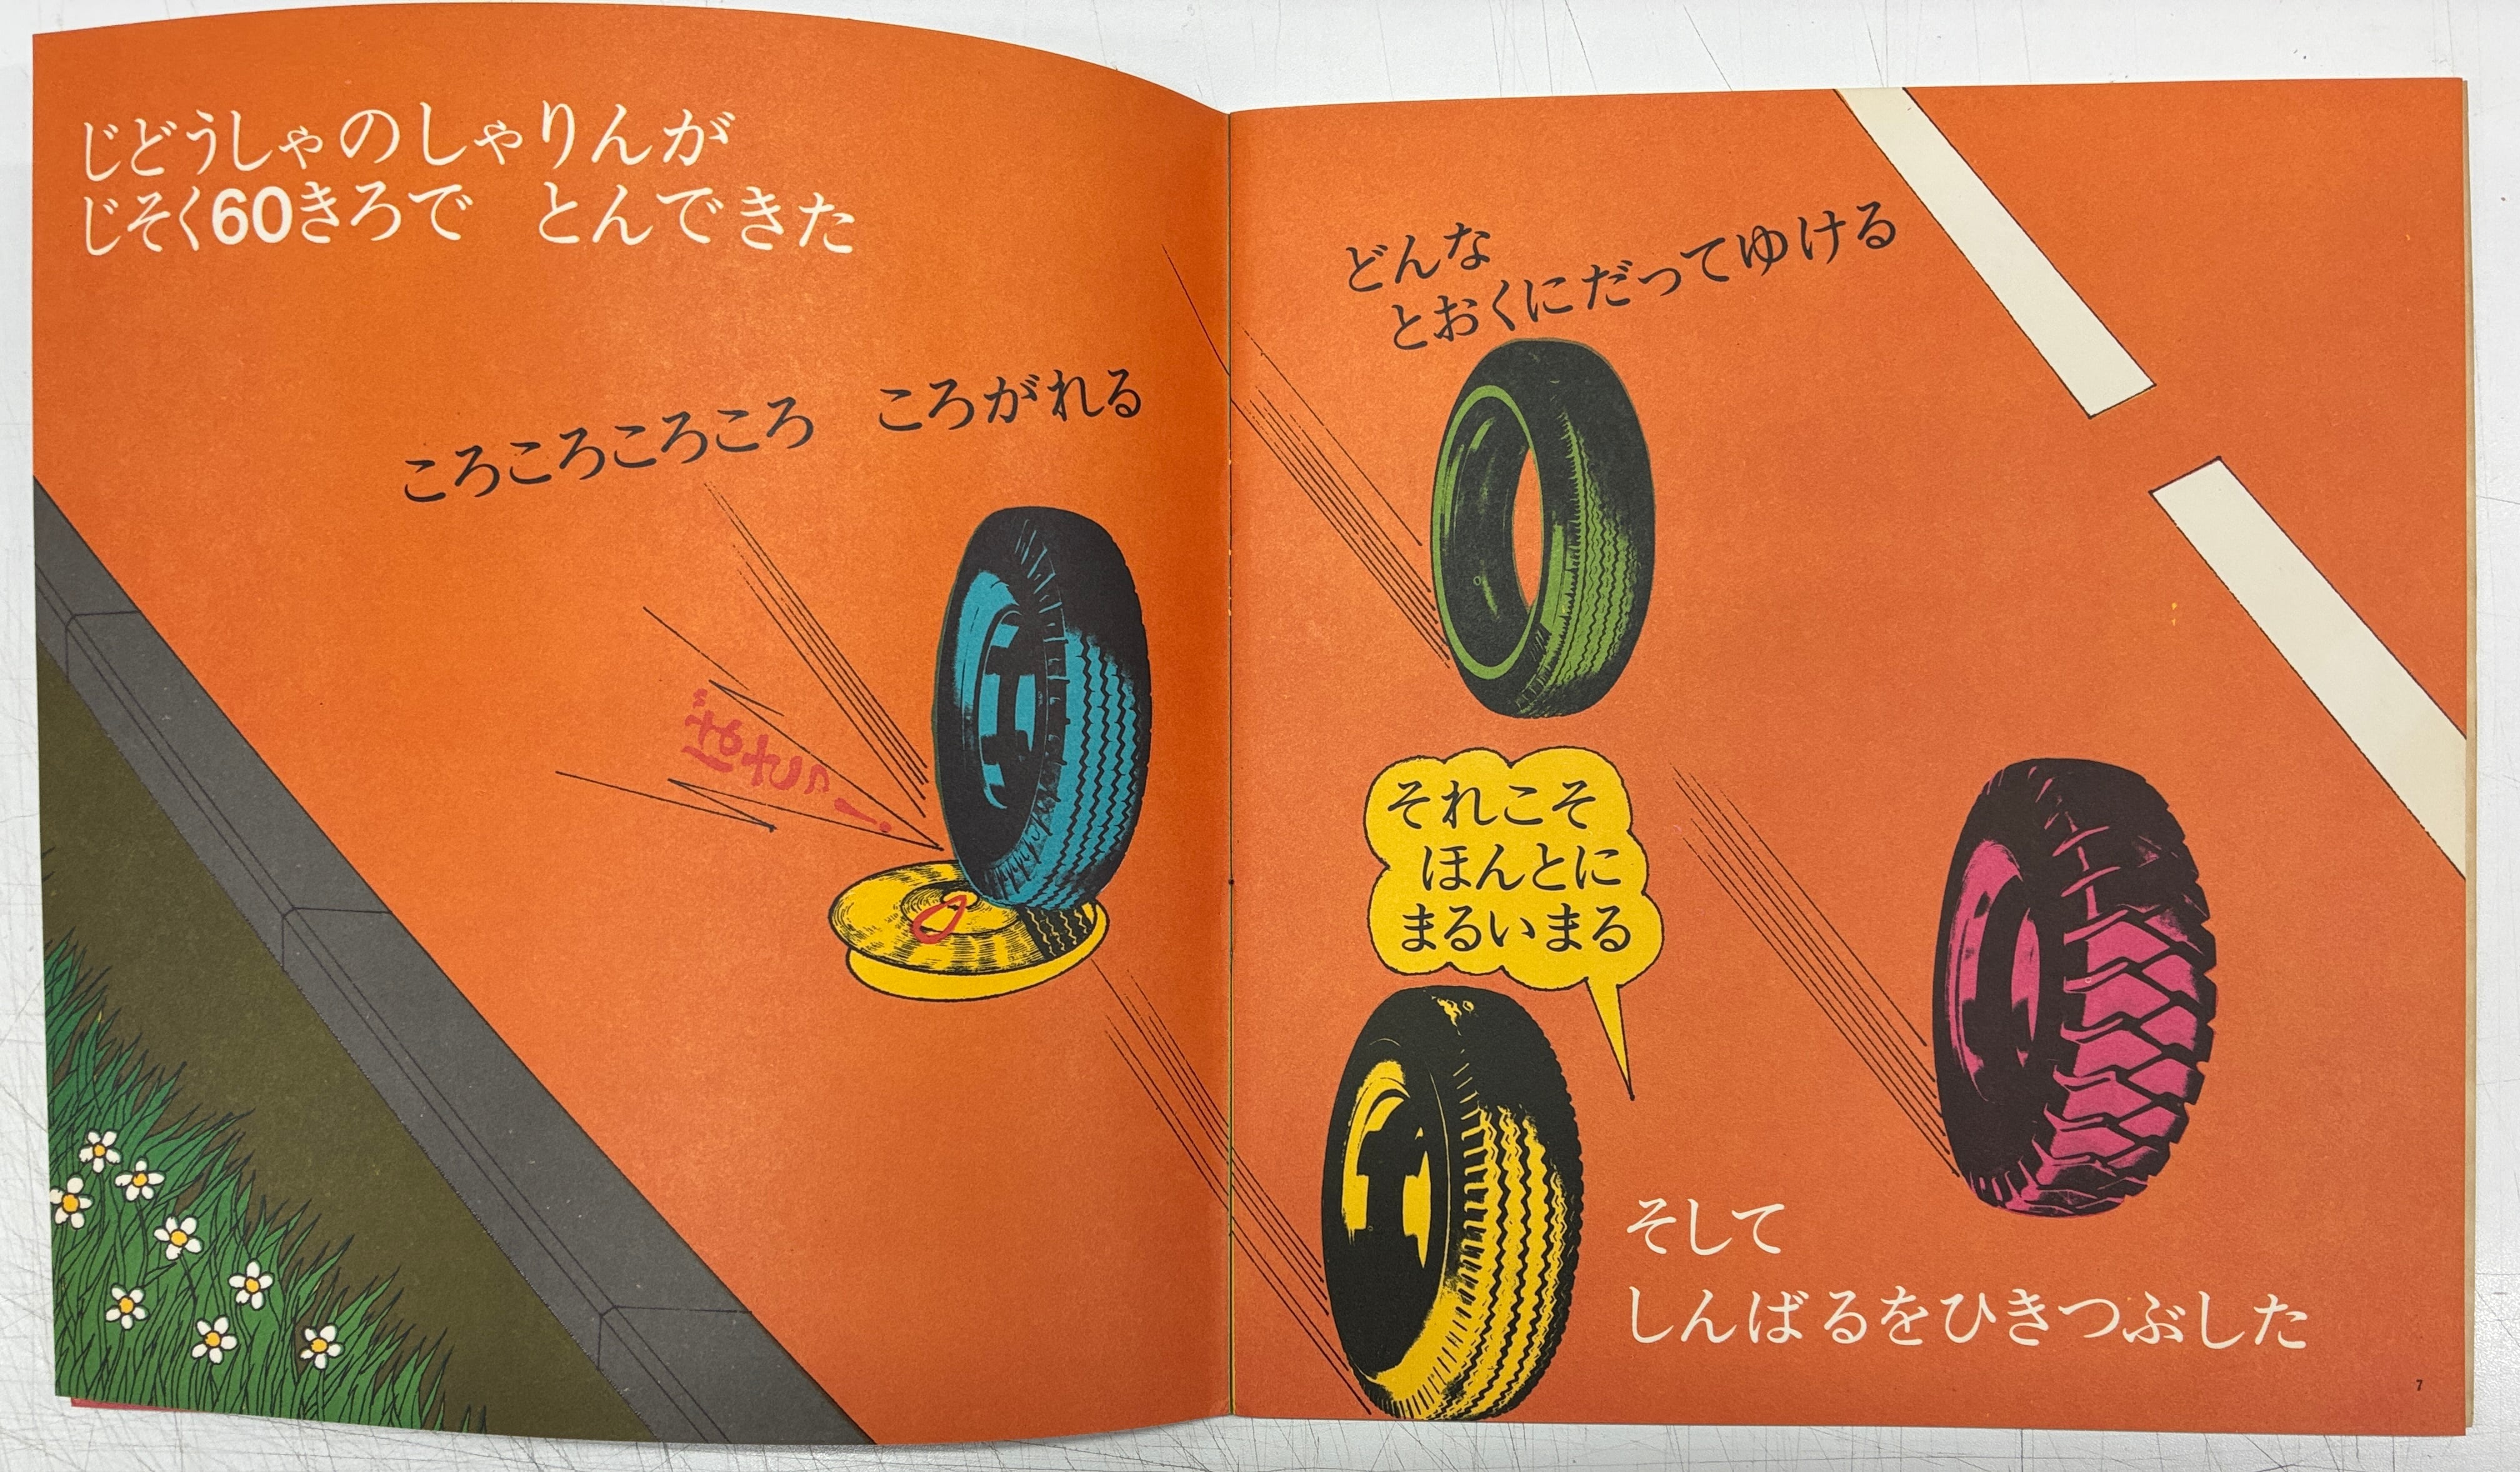 じどうしゃのしゃりんが
じそく60きろで　とんできた
ころころころころ　ころがれる
どんな
とおくにだってゆける
それこそ
ほんとに
まるいまる
そして
しんばるをひきつぶした
7